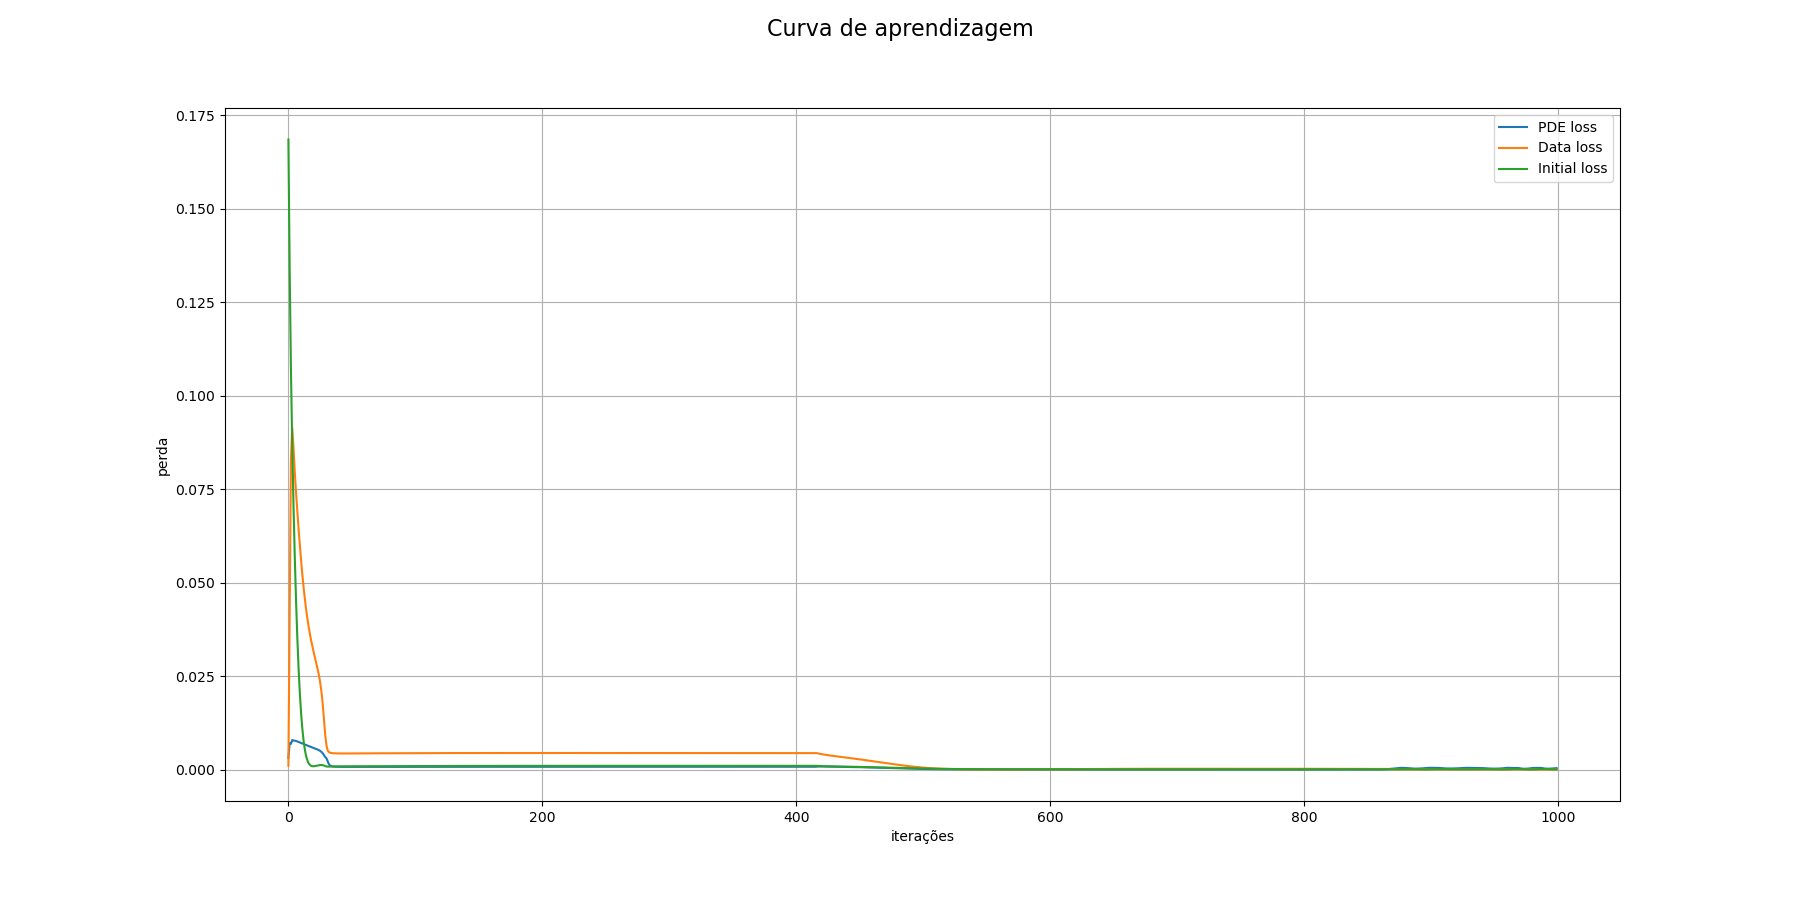 Curva de aprendizagem
0.175
0.150
0.125
0.100
0.075
0.050
0.025
0.000
perda
PDE loss
Data loss
Initial loss
0 200 400 600 800 1000
iterações